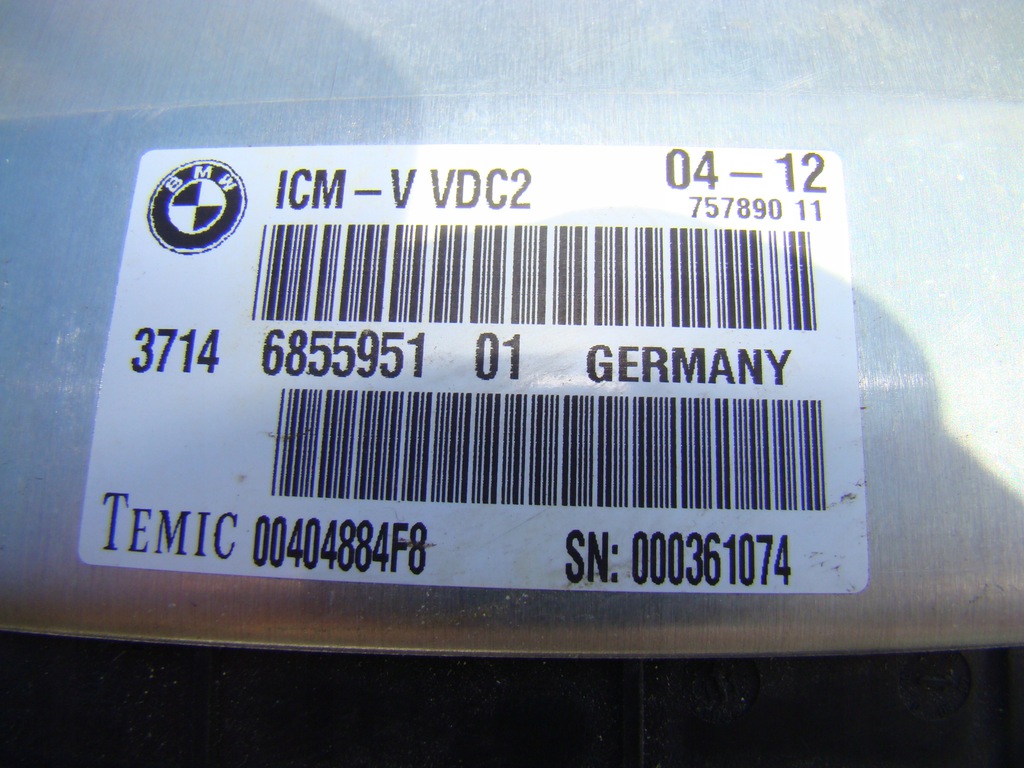 BMW
ICM – V VDC2
04 – 12
757890 11
3714 6855951 01 GERMANY
TEMIC 00404884F8 SN: 000361074